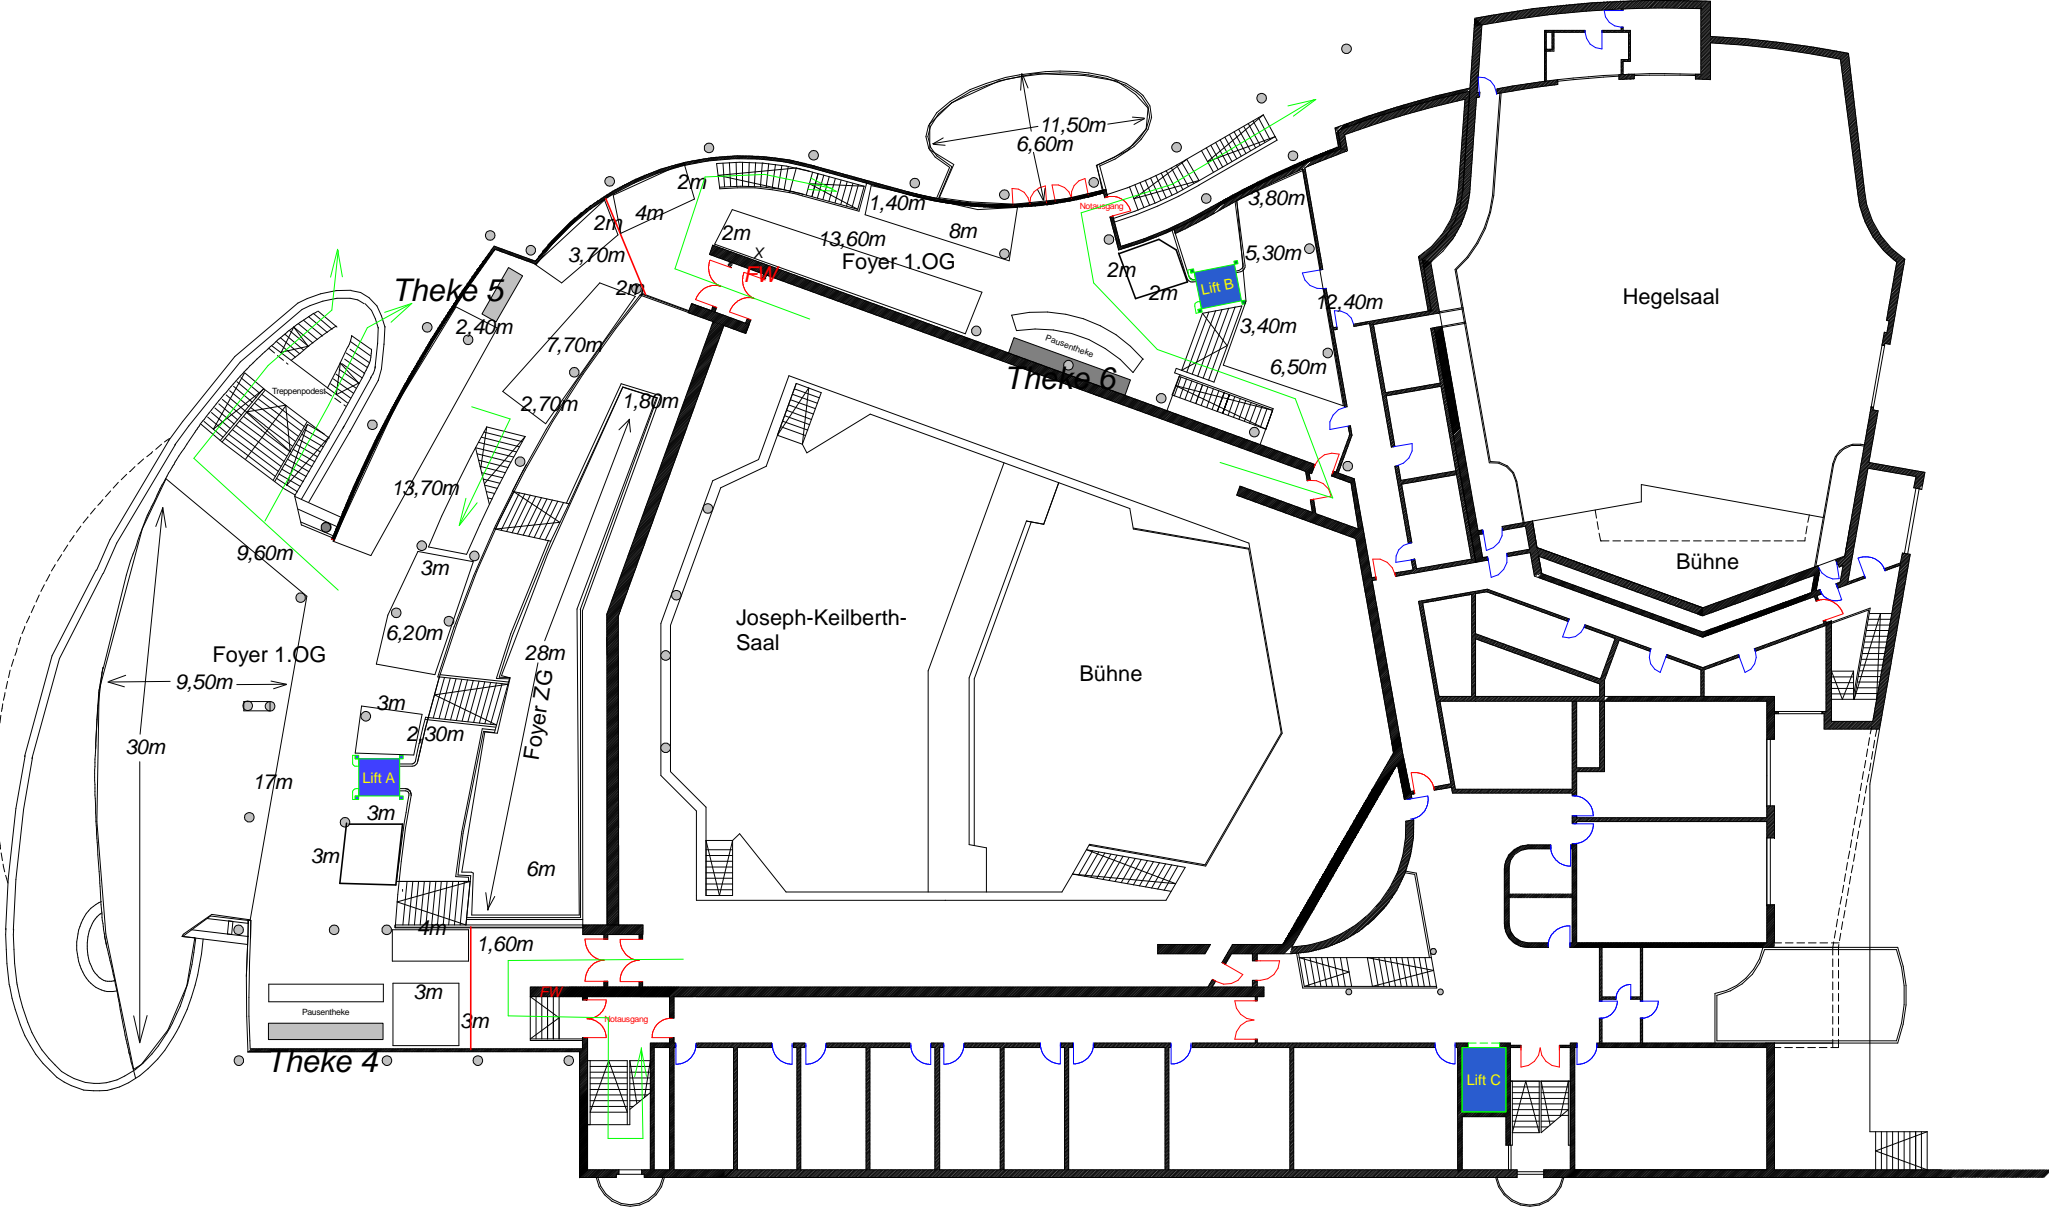 11,50m
6,60m
2m
4m
2m
3,70m
2m
1,40m
8m
2m
13,60m
X
FW
Foyer 1.OG
Notausgang
3,80m
5,30m
2m
2m
Lift B
12,40m
3,40m
6,50m
Pausentheke
Theke 6
Hegelsaal
Bühne
Theke 5
2,40m
7,70m
2,70m
1,80m
Treppenpodest
13,70m
9,60m
3m
6,20m
Foyer 1.OG
9,50m
30m
17m
3m
2,30m
Lift A
3m
3m
28m
Foyer ZG
6m
Joseph-Keilberth-
Saal
Bühne
4m
1,60m
3m
3m
FW
Notausgang
Pausentheke
Theke 4
Lift C